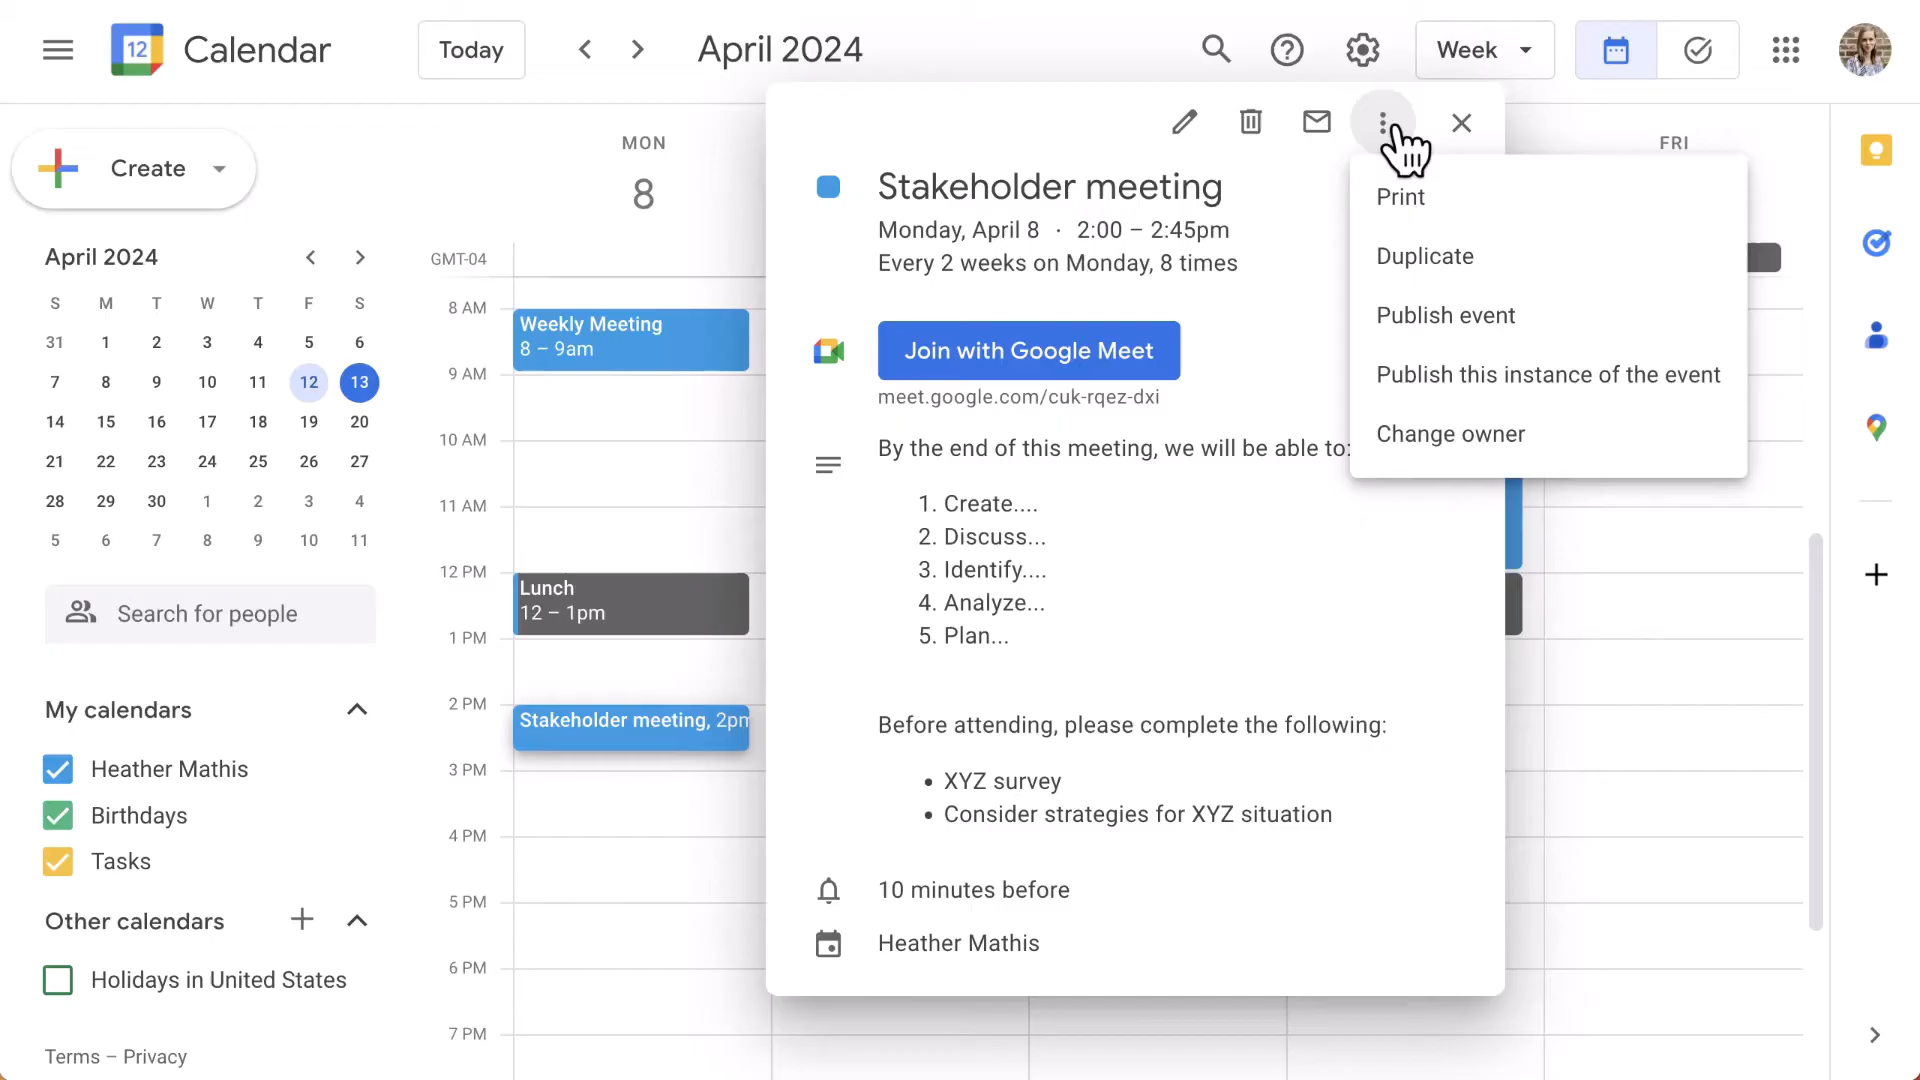 12
Calendar
Today
April 2024
Week
Create
April 2024
S M T W T F S
31 1 2 3 4 5 6
7 8 9 10 11 12 13
14 15 16 17 18 19 20
21 22 23 24 25 26 27
28 29 30 1 2 3 4
5 6 7 8 9 10 11
Search for people
My calendars
Heather Mathis
Birthdays
Tasks
Other calendars
Holidays in United States
Terms – Privacy
MON
8
FRI
GMT-04
8 AM
9 AM
10 AM
11 AM
12 PM
1 PM
2 PM
3 PM
4 PM
5 PM
6 PM
7 PM
Weekly Meeting
8 – 9am
Lunch
12 – 1pm
Stakeholder meeting, 2pm
Stakeholder meeting
Monday, April 8 · 2:00 – 2:45pm
Every 2 weeks on Monday, 8 times
Join with Google Meet
meet.google.com/cuk-rqez-dxi
By the end of this meeting, we will be able to:
1. Create....
2. Discuss...
3. Identify....
4. Analyze...
5. Plan...
Before attending, please complete the following:
• XYZ survey
• Consider strategies for XYZ situation
10 minutes before
Heather Mathis
Print
Duplicate
Publish event
Publish this instance of the event
Change owner